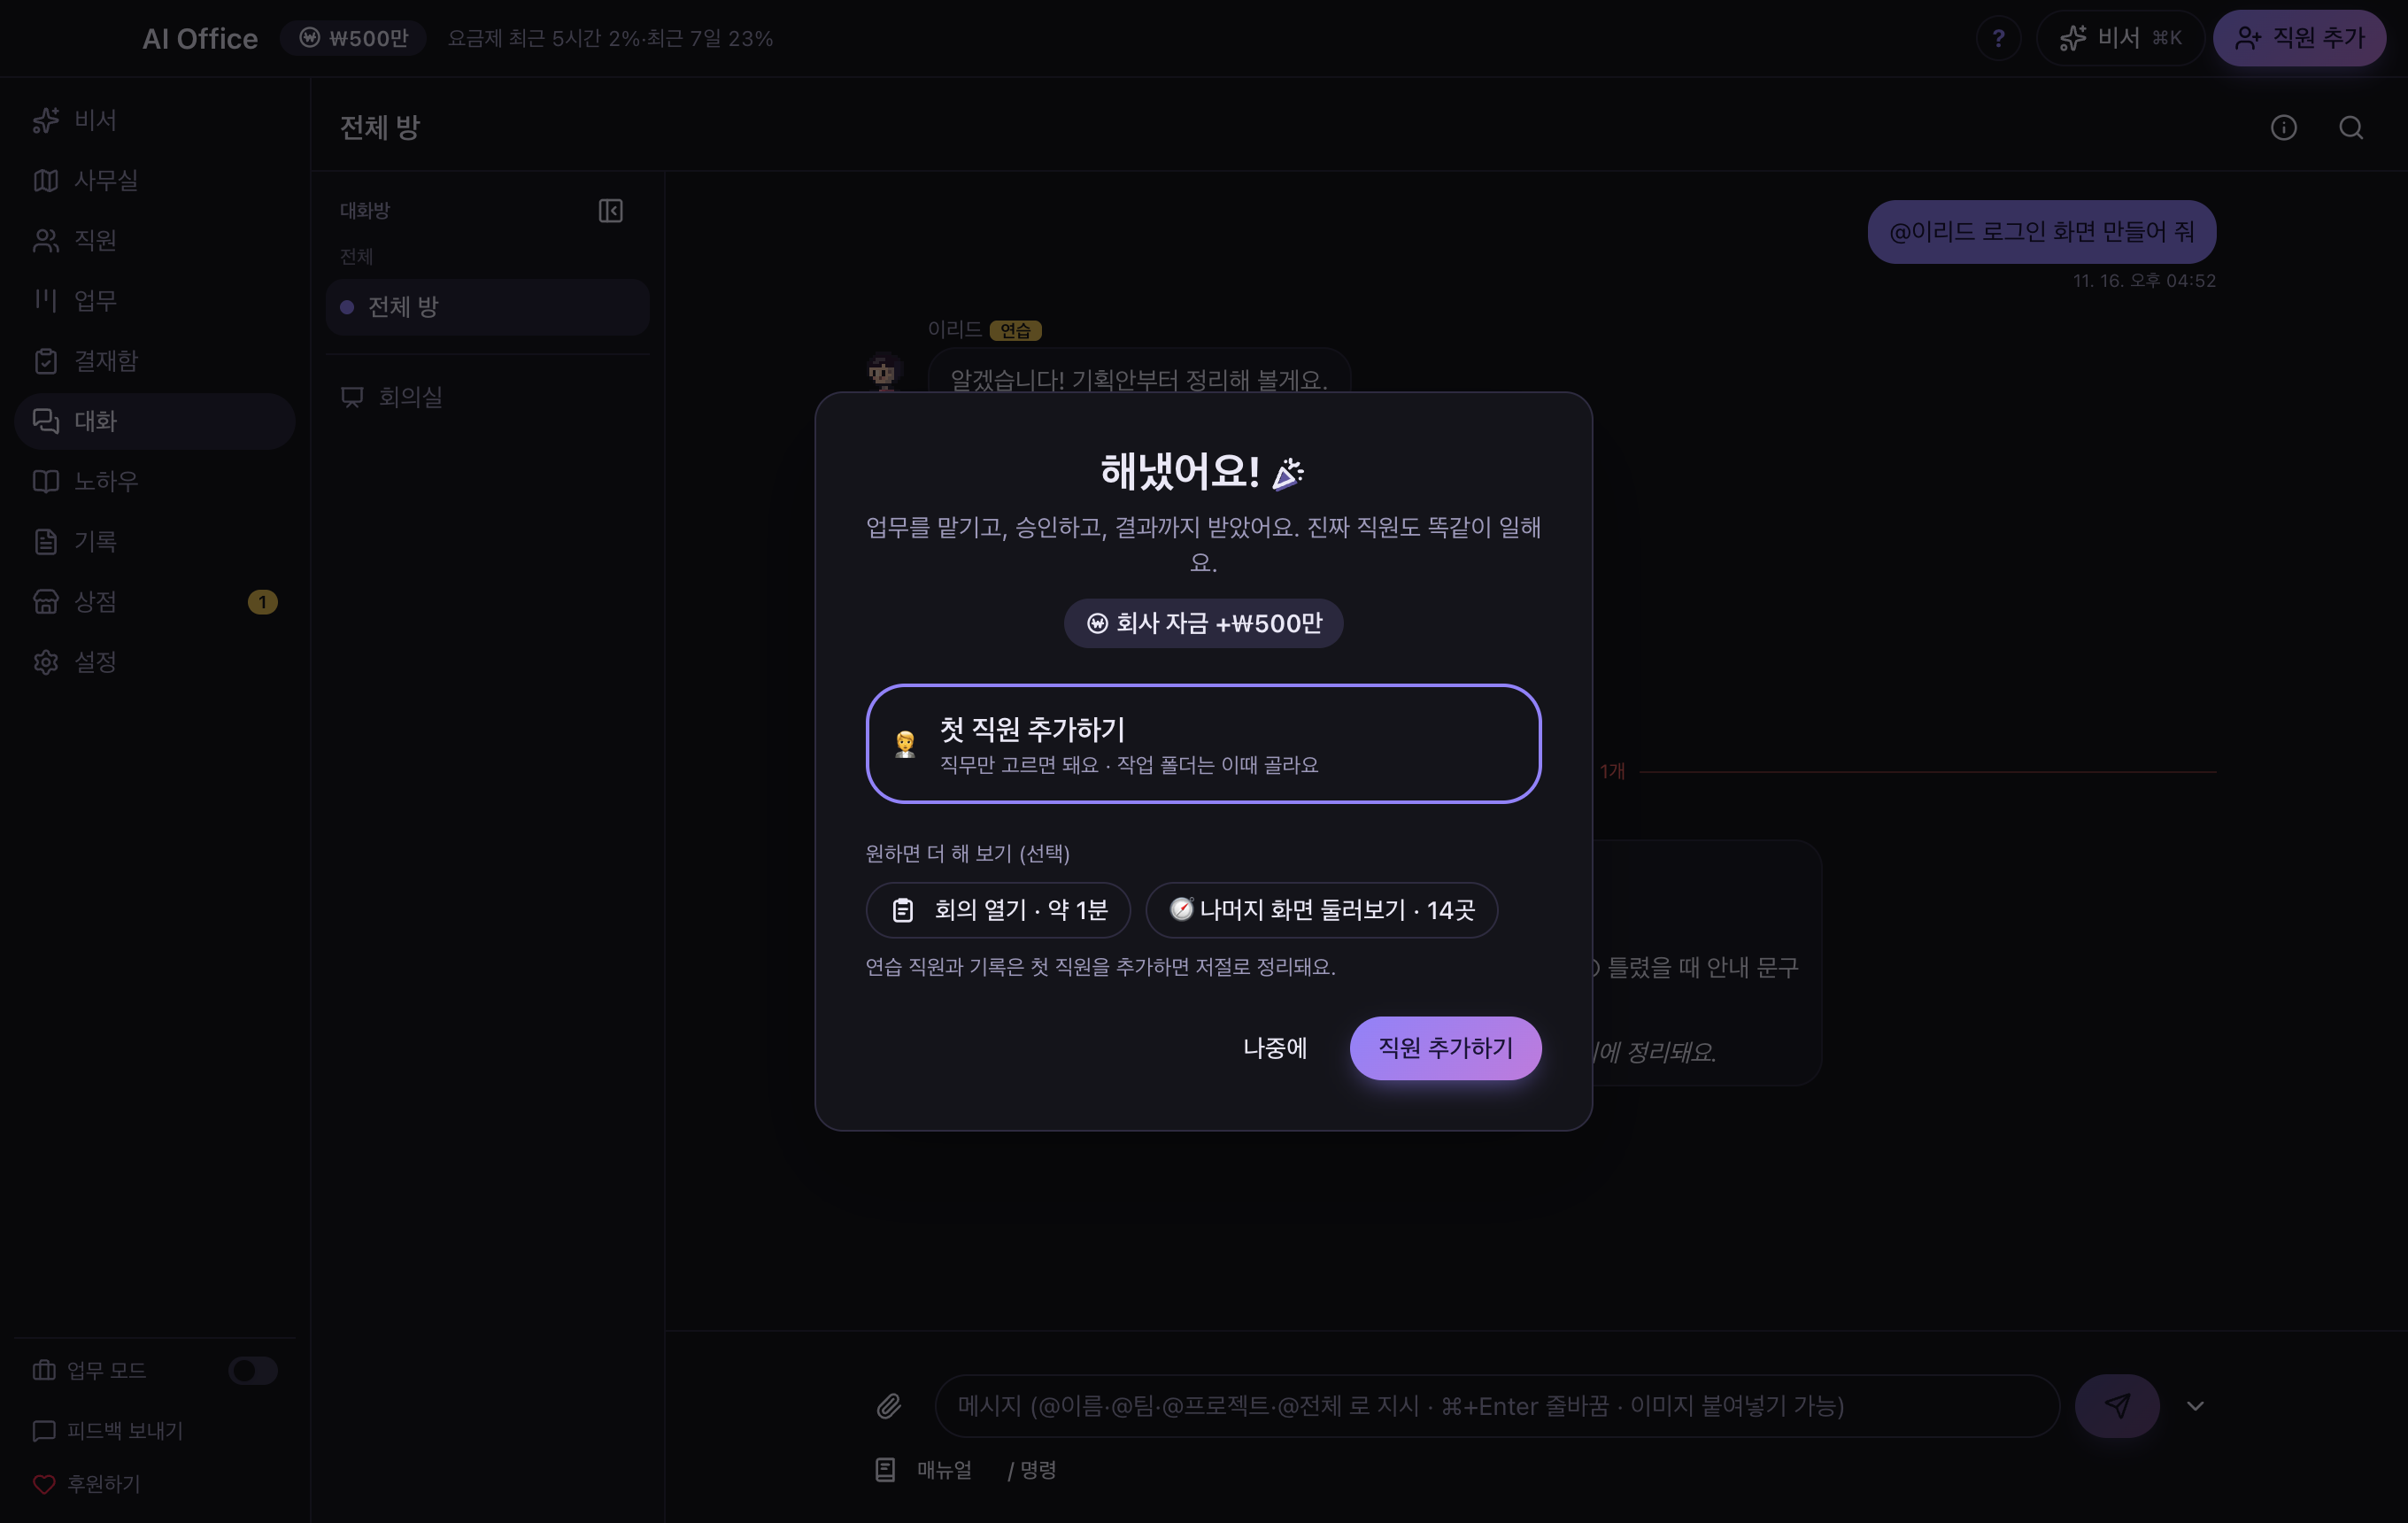 AI Office
₩500만
요금제 최근 5시간 2%·최근 7일 23%
?
비서 ⌘K
직원 추가
비서
사무실
직원
업무
결재함
대화
노하우
기록
상점
1
설정
업무 모드
피드백 보내기
후원하기
전체 방
대화방
전체
전체 방
회의실
@이리드 로그인 화면 만들어 줘
11. 16. 오후 04:52
이리드 연습
알겠습니다! 기획안부터 정리해 볼게요.
해냈어요!
업무를 맡기고, 승인하고, 결과까지 받았어요. 진짜 직원도 똑같이 일해
요.
회사 자금 +₩500만
첫 직원 추가하기
직무만 고르면 돼요 · 작업 폴더는 이때 골라요
1개
원하면 더 해 보기 (선택)
회의 열기 · 약 1분
나머지 화면 둘러보기 · 14곳
연습 직원과 기록은 첫 직원을 추가하면 저절로 정리돼요.
틀렸을 때 안내 문구
에 정리돼요.
나중에
직원 추가하기
메시지 (@이름·@팀·@프로젝트·@전체 로 지시 · ⌘+Enter 줄바꿈 · 이미지 붙여넣기 가능)
매뉴얼
/ 명령